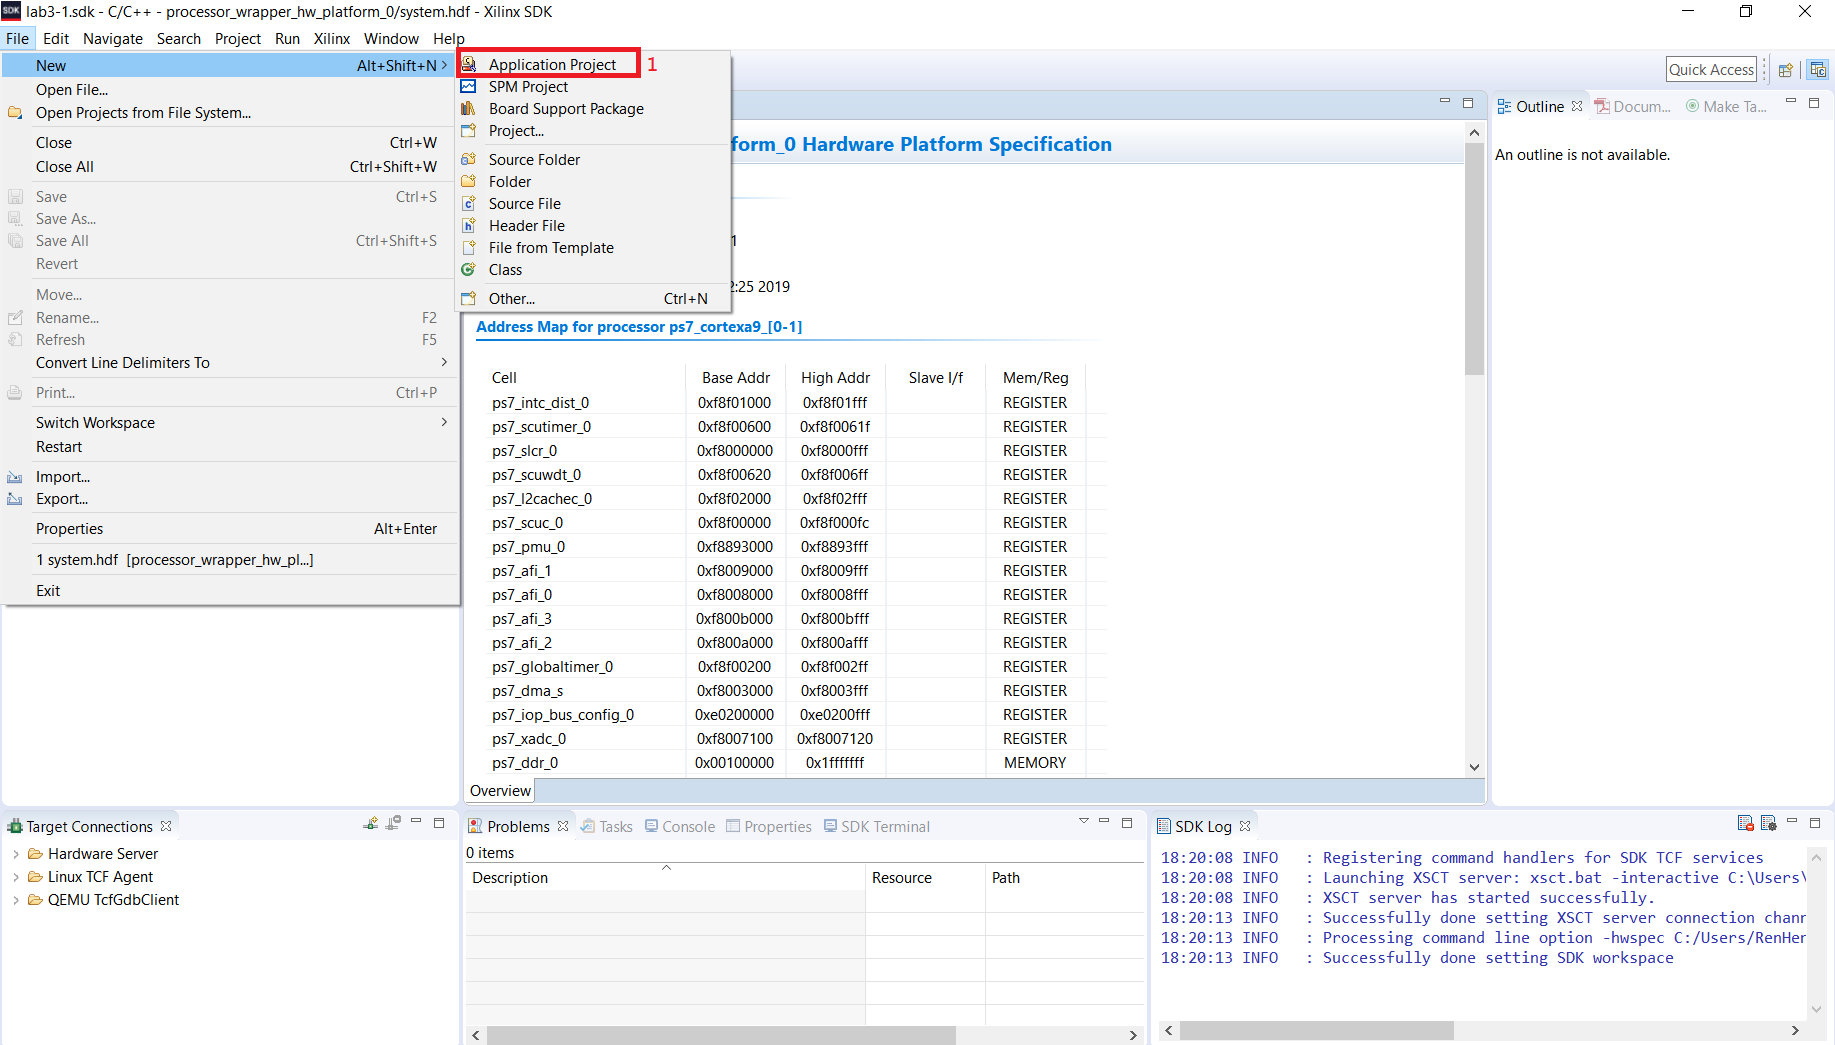 SDK lab3-1.sdk - C/C++ - processor_wrapper_hw_platform_0/system.hdf - Xilinx SDK
File Edit Navigate Search Project Run Xilinx Window Help
New Alt+Shift+N
Open File...
Open Projects from File System...
Close Ctrl+W
Close All Ctrl+Shift+W
Save Ctrl+S
Save As...
Save All Ctrl+Shift+S
Revert
Move...
Rename... F2
Refresh F5
Convert Line Delimiters To
Print... Ctrl+P
Switch Workspace
Restart
Import...
Export...
Properties Alt+Enter
1 system.hdf [processor_wrapper_hw_pl...]
Exit
Application Project 1
SPM Project
Board Support Package
Project...
Source Folder
Folder
Source File
Header File
File from Template
Class
Other... Ctrl+N
Quick Access
form_0 Hardware Platform Specification
1
2:25 2019
Address Map for processor ps7_cortexa9_[0-1]
Cell Base Addr High Addr Slave I/f Mem/Reg
ps7_intc_dist_0 0xf8f01000 0xf8f01fff REGISTER
ps7_scutimer_0 0xf8f00600 0xf8f0061f REGISTER
ps7_slcr_0 0xf8000000 0xf8000fff REGISTER
ps7_scuwdt_0 0xf8f00620 0xf8f006ff REGISTER
ps7_l2cachec_0 0xf8f02000 0xf8f02fff REGISTER
ps7_scuc_0 0xf8f00000 0xf8f000fc REGISTER
ps7_pmu_0 0xf8893000 0xf8893fff REGISTER
ps7_afi_1 0xf8009000 0xf8009fff REGISTER
ps7_afi_0 0xf8008000 0xf8008fff REGISTER
ps7_afi_3 0xf800b000 0xf800bfff REGISTER
ps7_afi_2 0xf800a000 0xf800afff REGISTER
ps7_globaltimer_0 0xf8f00200 0xf8f002ff REGISTER
ps7_dma_s 0xf8003000 0xf8003fff REGISTER
ps7_iop_bus_config_0 0xe0200000 0xe0200fff REGISTER
ps7_xadc_0 0xf8007100 0xf8007120 REGISTER
ps7_ddr_0 0x00100000 0x1fffffff MEMORY
Overview
Outline Docum... Make Ta...
An outline is not available.
Target Connections
Hardware Server
Linux TCF Agent
QEMU TcfGdbClient
Problems Tasks Console Properties SDK Terminal
0 items
Description Resource Path
SDK Log
18:20:08 INFO : Registering command handlers for SDK TCF services
18:20:08 INFO : Launching XSCT server: xsct.bat -interactive C:\Users\
18:20:08 INFO : XSCT server has started successfully.
18:20:13 INFO : Successfully done setting XSCT server connection chann
18:20:13 INFO : Processing command line option -hwspec C:/Users/RenHer
18:20:13 INFO : Successfully done setting SDK workspace